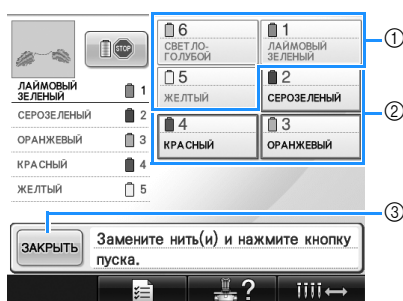 6
СВЕТЛО-
ГОЛУБОЙ
1
ЛАЙМОВЫЙ
ЗЕЛЕНЫЙ
①
5
ЖЕЛТЫЙ
2
СЕРОЗЕЛЕНЫЙ
4
КРАСНЫЙ
3
ОРАНЖЕВЫЙ
②
STOP
ЛАЙМОВЫЙ
ЗЕЛЕНЫЙ 1
СЕРОЗЕЛЕНЫЙ 2
ОРАНЖЕВЫЙ 3
КРАСНЫЙ 4
ЖЕЛТЫЙ 5
③
ЗАКРЫТЬ
Замените нить(и) и нажмите кнопку
пуска.
?